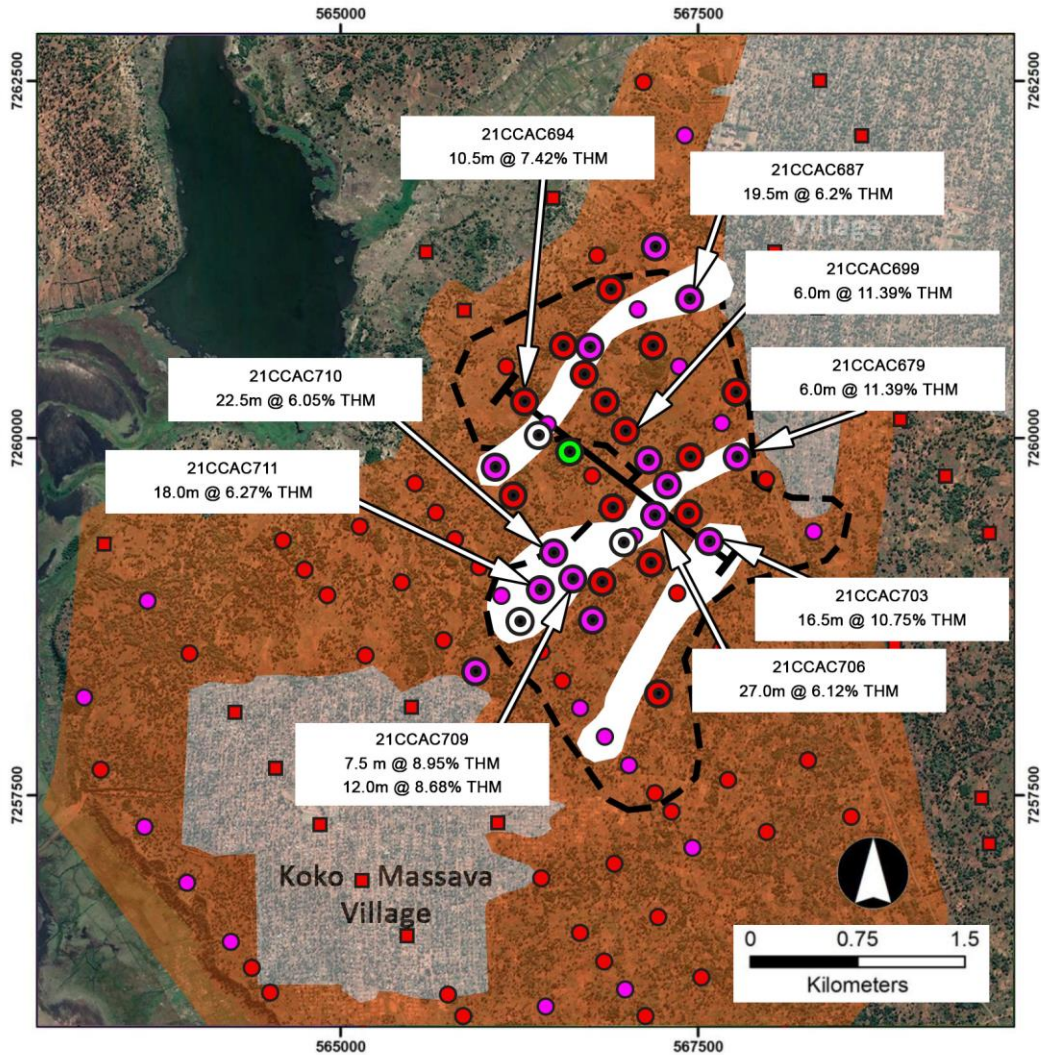 565000
567500
7262500
7262500
21CCAC694
10.5m @ 7.42% THM
21CCAC687
19.5m @ 6.2% THM
Village
21CCAC699
6.0m @ 11.39% THM
21CCAC710
22.5m @ 6.05% THM
21CCAC679
6.0m @ 11.39% THM
7260000
7260000
21CCAC711
18.0m @ 6.27% THM
21CCAC703
16.5m @ 10.75% THM
21CCAC706
27.0m @ 6.12% THM
21CCAC709
7.5 m @ 8.95% THM
12.0m @ 8.68% THM
7257500
7257500
Koko Massava
Village
0 0.75 1.5
Kilometers
565000
567500